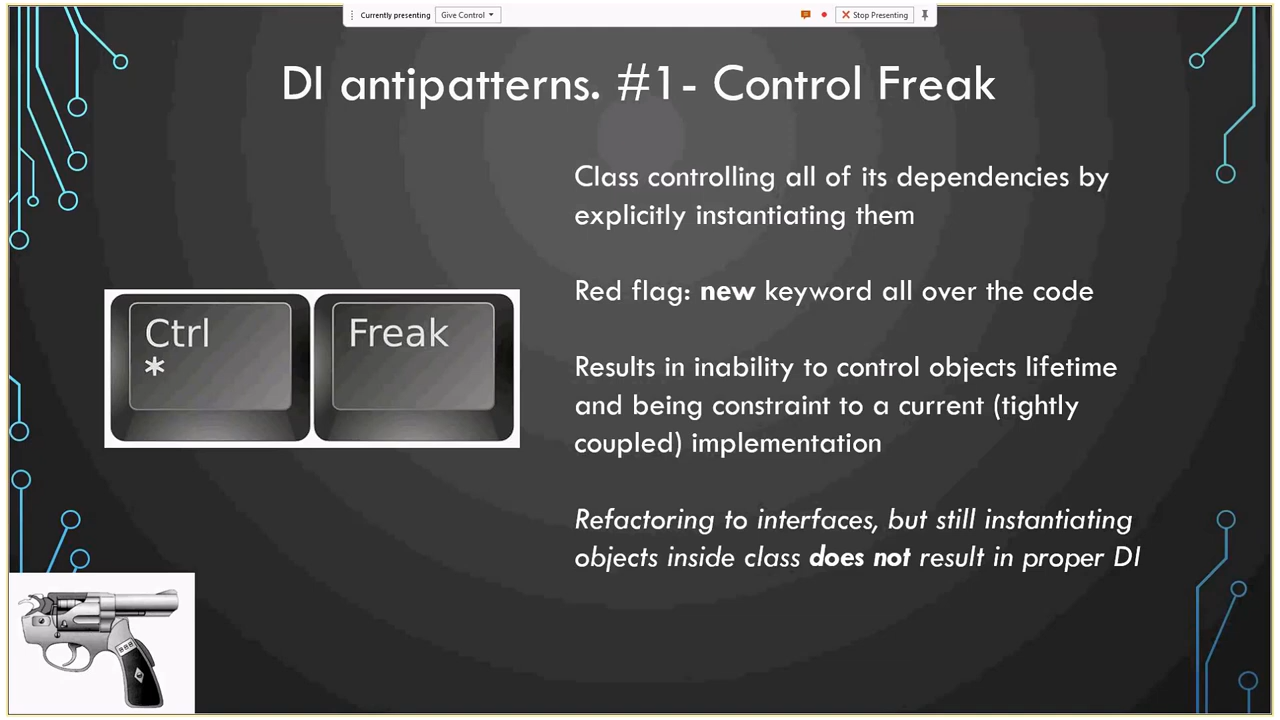 Currently presenting Give Control Stop Presenting
DI antipatterns. #1- Control Freak
Class controlling all of its dependencies by
explicitly instantiating them
Red flag: new keyword all over the code
Results in inability to control objects lifetime
and being constraint to a current (tightly
coupled) implementation
Refactoring to interfaces, but still instantiating
objects inside class does not result in proper DI
Ctrl Freak
*